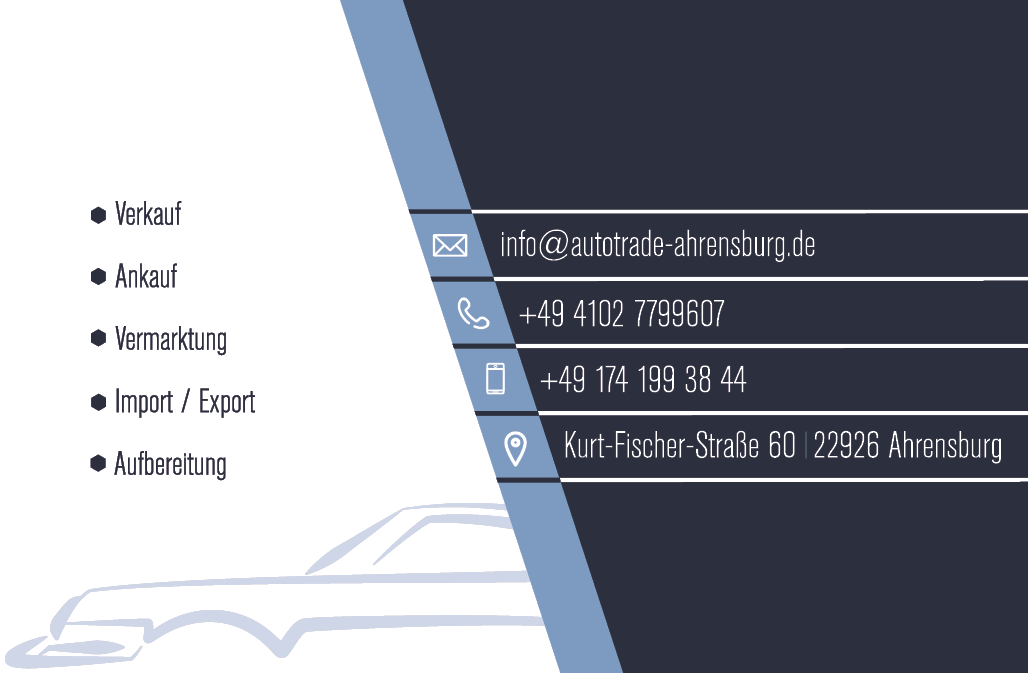 Verkauf
Ankauf
Vermarktung
Import / Export
Aufbereitung
info@autotrade-ahrensburg.de
+49 4102 7799607
+49 174 199 38 44
Kurt-Fischer-Straße 60 | 22926 Ahrensburg